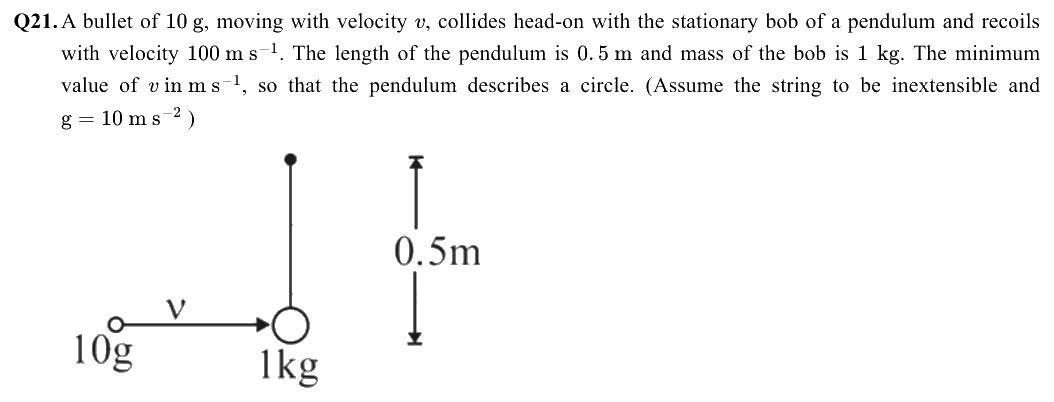 Q21. A bullet of 10 g, moving with velocity v, collides head-on with the stationary bob of a pendulum and recoils
with velocity 100 m s⁻¹. The length of the pendulum is 0. 5 m and mass of the bob is 1 kg. The minimum
value of v in m s⁻¹, so that the pendulum describes a circle. (Assume the string to be inextensible and
g = 10 m s⁻² )
0.5m
v
10g
1kg